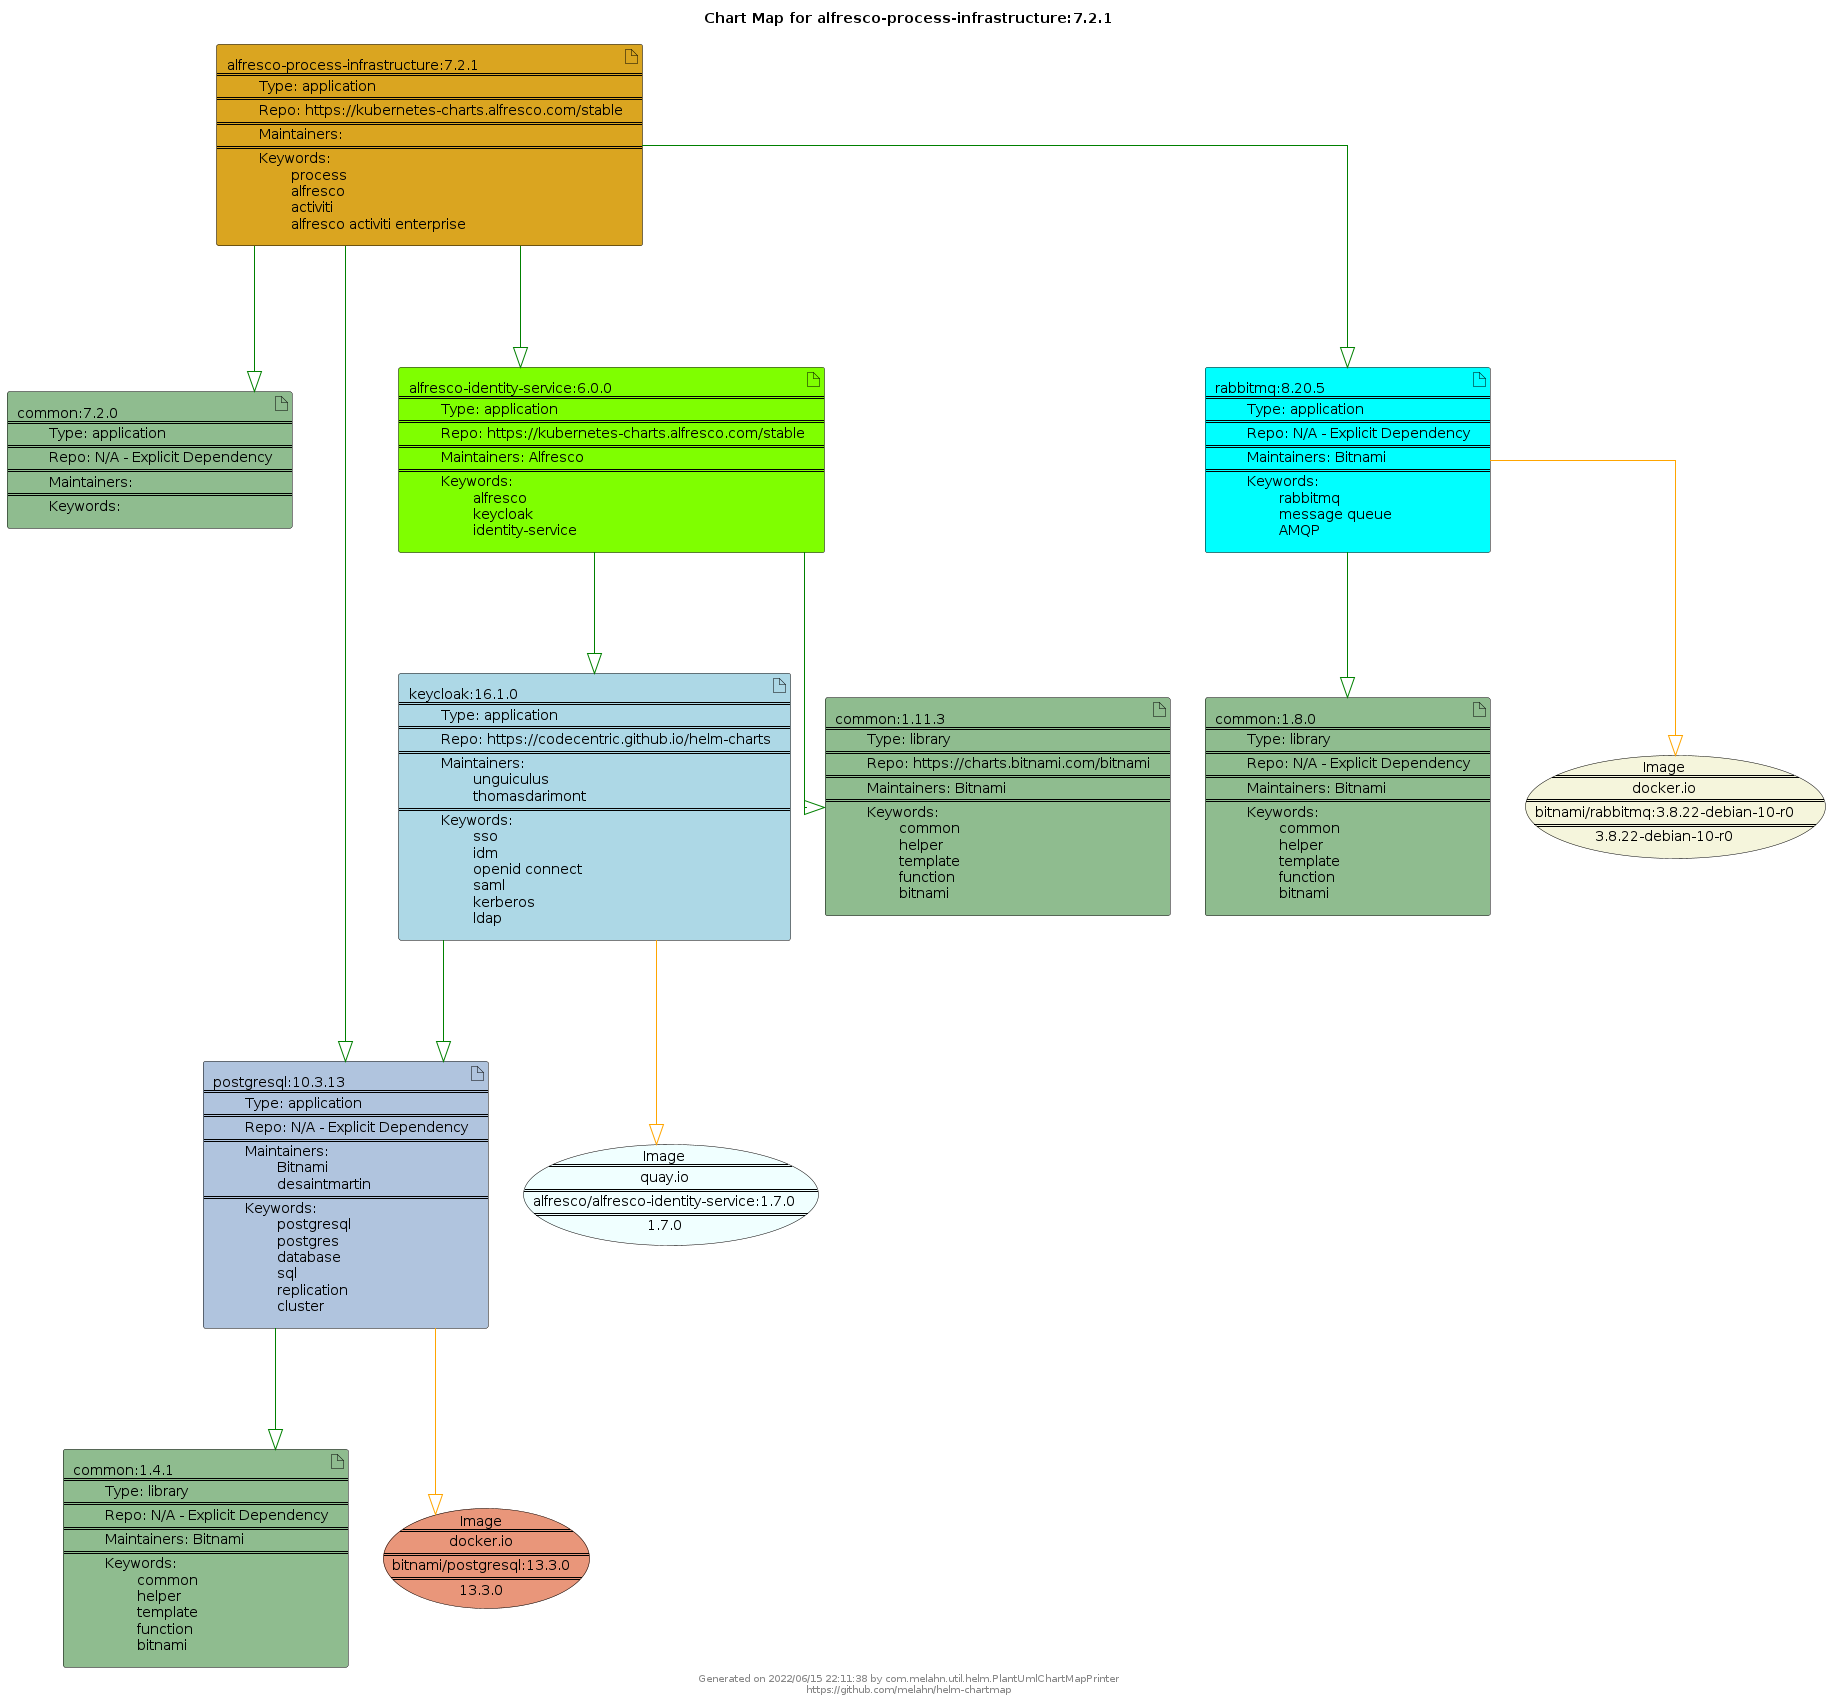 Chart Map for alfresco-process-infrastructure:7.2.1
alfresco-process-infrastructure:7.2.1
Type: application
Repo: https://kubernetes-charts.alfresco.com/stable
Maintainers:
Keywords:
process
alfresco
activiti
alfresco activiti enterprise
common:7.2.0
Type: application
Repo: N/A - Explicit Dependency
Maintainers:
Keywords:
alfresco-identity-service:6.0.0
Type: application
Repo: https://kubernetes-charts.alfresco.com/stable
Maintainers: Alfresco
Keywords:
alfresco
keycloak
identity-service
rabbitmq:8.20.5
Type: application
Repo: N/A - Explicit Dependency
Maintainers: Bitnami
Keywords:
rabbitmq
message queue
AMQP
keycloak:16.1.0
Type: application
Repo: https://codecentric.github.io/helm-charts
Maintainers:
unguiculus
thomasdarimont
Keywords:
sso
idm
openid connect
saml
kerberos
ldap
common:1.11.3
Type: library
Repo: https://charts.bitnami.com/bitnami
Maintainers: Bitnami
Keywords:
common
helper
template
function
bitnami
common:1.8.0
Type: library
Repo: N/A - Explicit Dependency
Maintainers: Bitnami
Keywords:
common
helper
template
function
bitnami
Image
docker.io
bitnami/rabbitmq:3.8.22-debian-10-r0
3.8.22-debian-10-r0
postgresql:10.3.13
Type: application
Repo: N/A - Explicit Dependency
Maintainers:
Bitnami
desaintmartin
Keywords:
postgresql
postgres
database
sql
replication
cluster
Image
quay.io
alfresco/alfresco-identity-service:1.7.0
1.7.0
common:1.4.1
Type: library
Repo: N/A - Explicit Dependency
Maintainers: Bitnami
Keywords:
common
helper
template
function
bitnami
Image
docker.io
bitnami/postgresql:13.3.0
13.3.0
Generated on 2022/06/15 22:11:38 by com.melahn.util.helm.PlantUmlChartMapPrinter
https://github.com/melahn/helm-chartmap